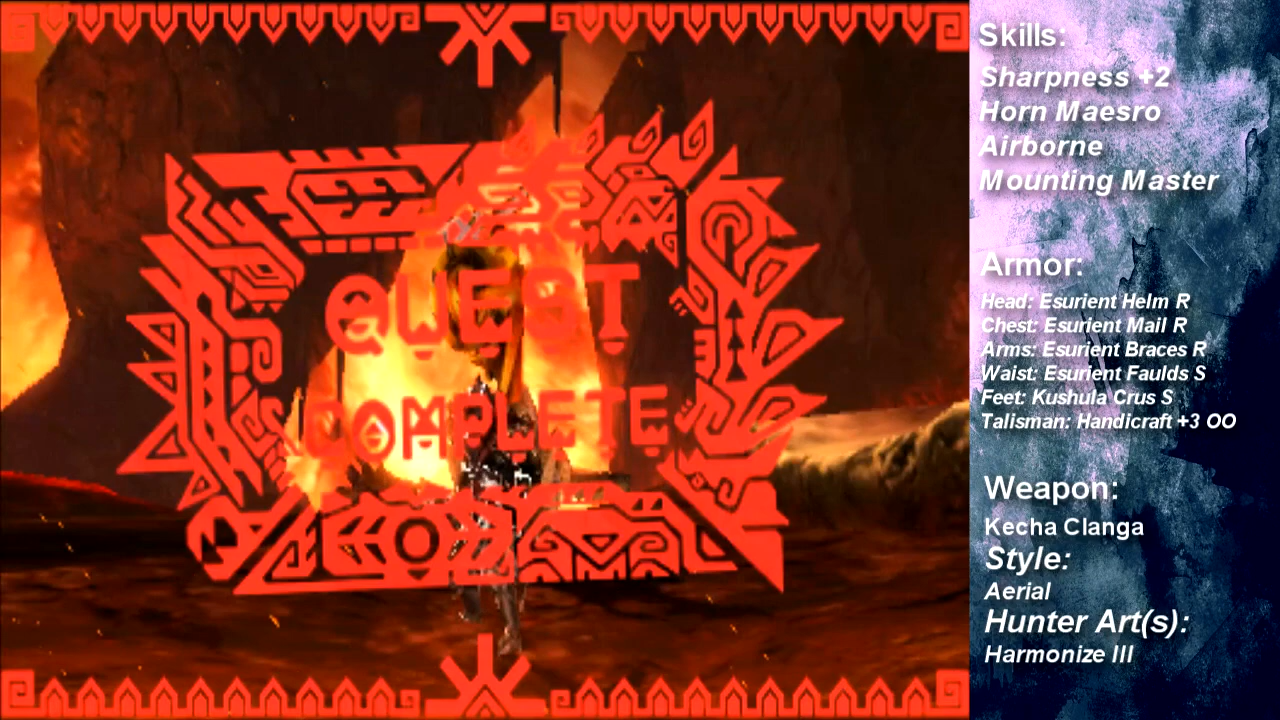 QUEST
COMPLETE
Skills:
Sharpness +2
Horn Maesro
Airborne
Mounting Master
Armor:
Head: Esurient Helm R
Chest: Esurient Mail R
Arms: Esurient Braces R
Waist: Esurient Faulds S
Feet: Kushula Crus S
Talisman: Handicraft +3 OO
Weapon:
Kecha Clanga
Style:
Aerial
Hunter Art(s):
Harmonize III